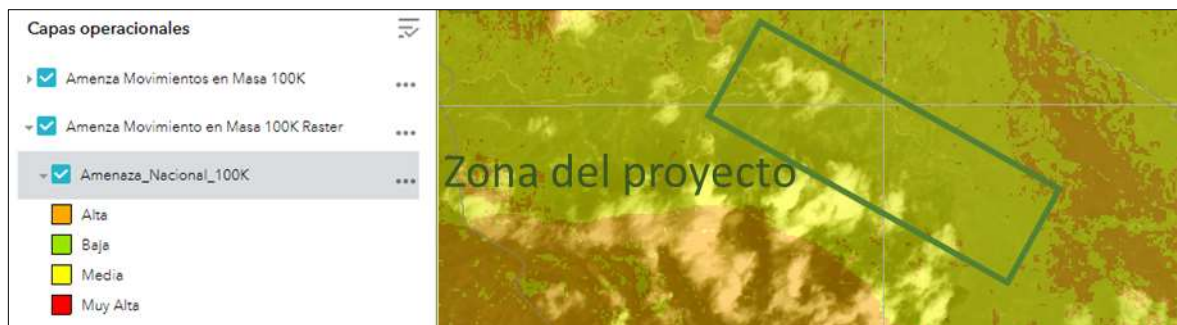 Capas operacionales
Amenza Movimientos en Masa 100K
Amenza Movimiento en Masa 100K Raster
Amenaza_Nacional_100K
Alta
Baja
Media
Muy Alta
Zona del proyecto